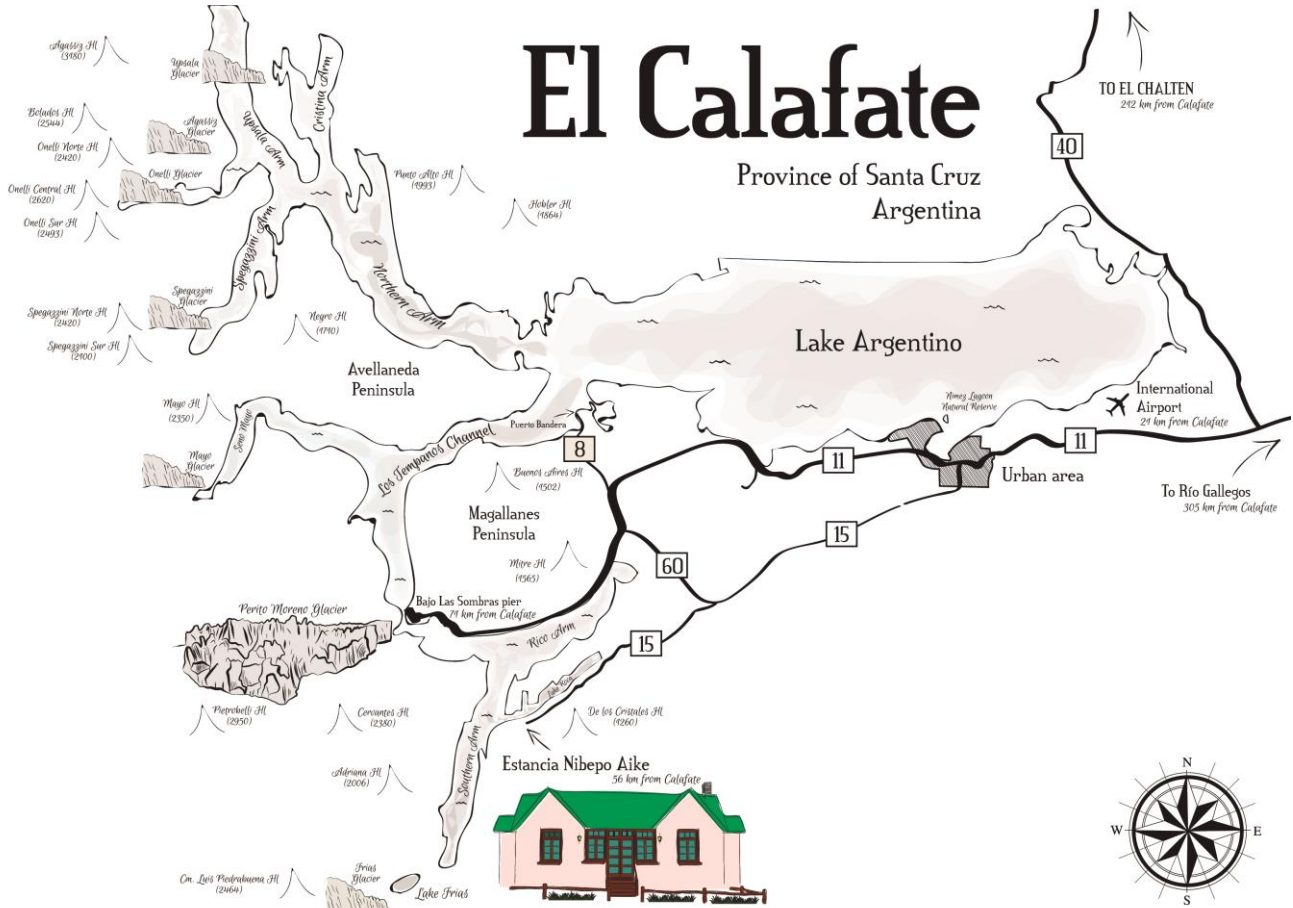 El Calafate
Province of Santa Cruz
Argentina
TO EL CHALTEN
212 km from Calafate
40
Agassiz Hl
(3180)
Upsala
Glacier
Cristina Arm
Bolados Hl
(2544)
Agassiz
Glacier
Upsala Arm
Onelli Norte Hl
(2420)
Onelli Glacier
Punto Alto Hl
(1993)
Onelli Central Hl
(2620)
Hobler Hl
(1864)
Onelli Sur Hl
(2493)
Spegazzini Arm
Northern Arm
Spegazzini
Glacier
Spegazzini Norte Hl
(2420)
Negro Hl
(1710)
Spegazzini Sur Hl
(2100)
Lake Argentino
Avellaneda
Peninsula
International
Airport
21 km from Calafate
Nimez Lagoon
Natural Reserve
Mayo Hl
(2350)
Seno Mayo
Puerto Bandera
Los Tempanos Channel
8
11
11
Mayo
Glacier
Buenos Aires Hl
(1502)
Urban area
To Río Gallegos
305 km from Calafate
Magallanes
Peninsula
15
Mitre Hl
(1565)
60
Perito Moreno Glacier
Bajo Las Sombras pier
71 km from Calafate
Rico Arm
15
Lake Roca
Pietrobelli Hl
(2950)
Cervantes Hl
(2380)
De los Cristales Hl
(1260)
Southern Arm
Adriana Hl
(2006)
Estancia Nibepo Aike
56 km from Calafate
N
W
E
S
Cm. Luis Piedrabuena Hl
(2464)
Frias
Glacier
Lake Frias